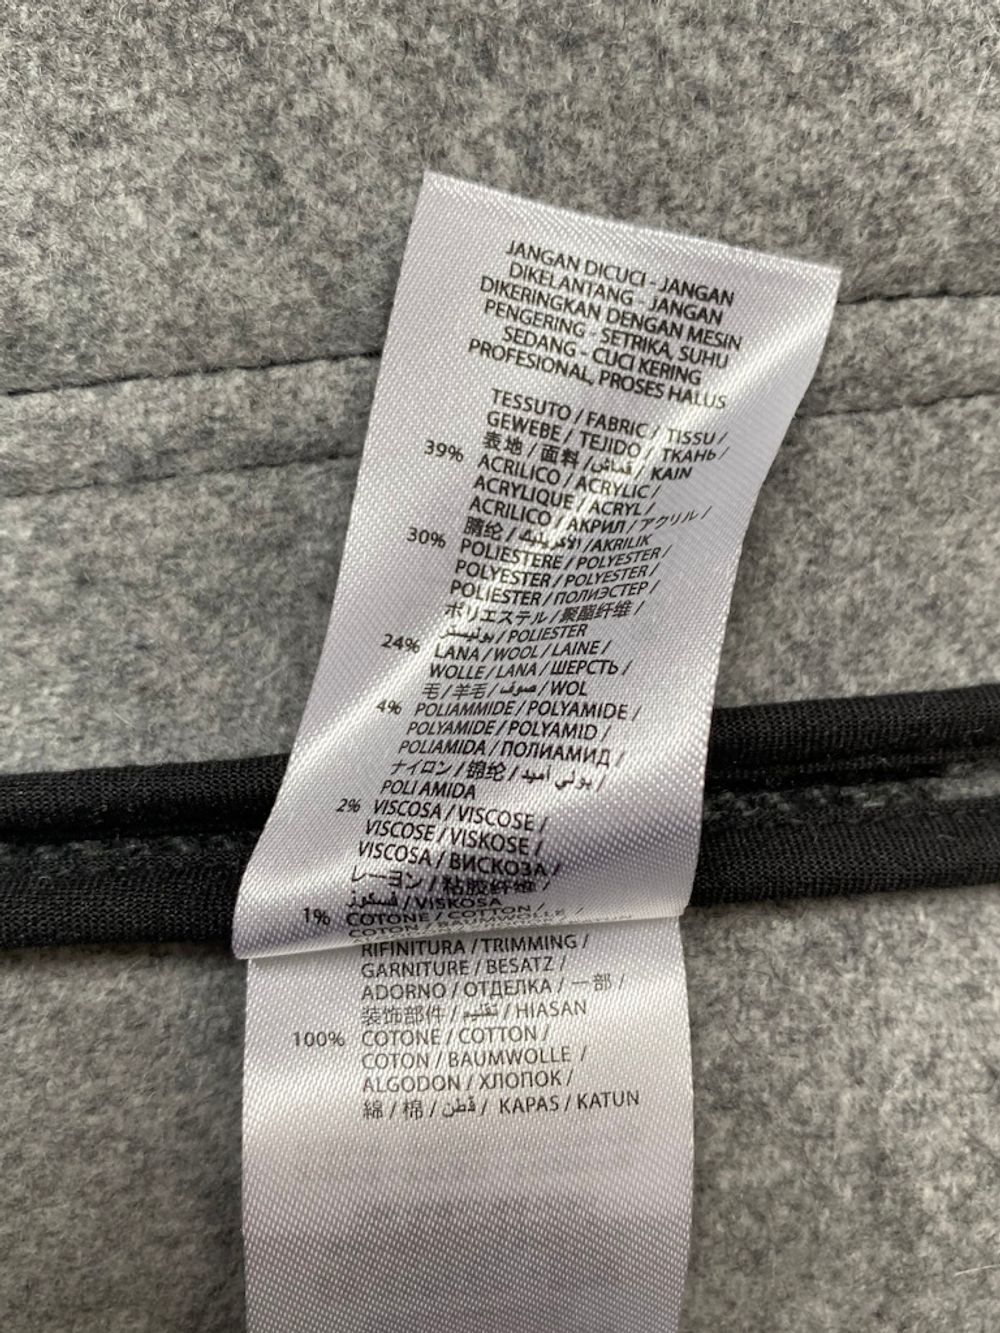 JANGAN DICUCI - JANGAN
DIKELANTANG - JANGAN
DIKERINGKAN DENGAN MESIN
PENGERING - SETRIKA, SUHU
SEDANG - CUCI KERING
PROFESIONAL, PROSES HALUS
TESSUTO / FABRIC / TISSU /
GEWEBE / TEJIDO / ТКАНЬ /
表地 / 面料 / قماش / KAIN
39% ACRILICO / ACRYLIC /
ACRYLIQUE / ACRYL /
ACRILICO / АКРИЛ / アクリル /
腈纶 / الأكريليك / AKRILIK
30% POLIESTERE / POLYESTER /
POLYESTER / POLYESTER /
POLIESTER / ПОЛИЭСТЕР /
ポリエステル / 聚酯纤维 /
بوليستر / POLIESTER
24% LANA / WOOL / LAINE /
WOLLE / LANA / ШЕРСТЬ /
毛 / 羊毛 / صوف / WOL
4% POLIAMMIDE / POLYAMIDE /
POLYAMIDE / POLYAMID /
POLIAMIDA / ПОЛИАМИД /
ナイロン / 锦纶 / بولي أميد /
POLI AMIDA
2% VISCOSA / VISCOSE /
VISCOSE / VISKOSE /
VISCOSA / ВИСКОЗА /
レーヨン / 粘胶纤维 /
فسكوز / VISKOSA
1% COTONE / COTTON /
COTON / BAUMWOLLE /
RIFINITURA / TRIMMING /
GARNITURE / BESATZ /
ADORNO / ОТДЕЛКА / 一部 /
装饰部件 / تقليم / HIASAN
100% COTONE / COTTON /
COTON / BAUMWOLLE /
ALGODON / ХЛОПОК /
綿 / 棉 / قطن / KAPAS / KATUN